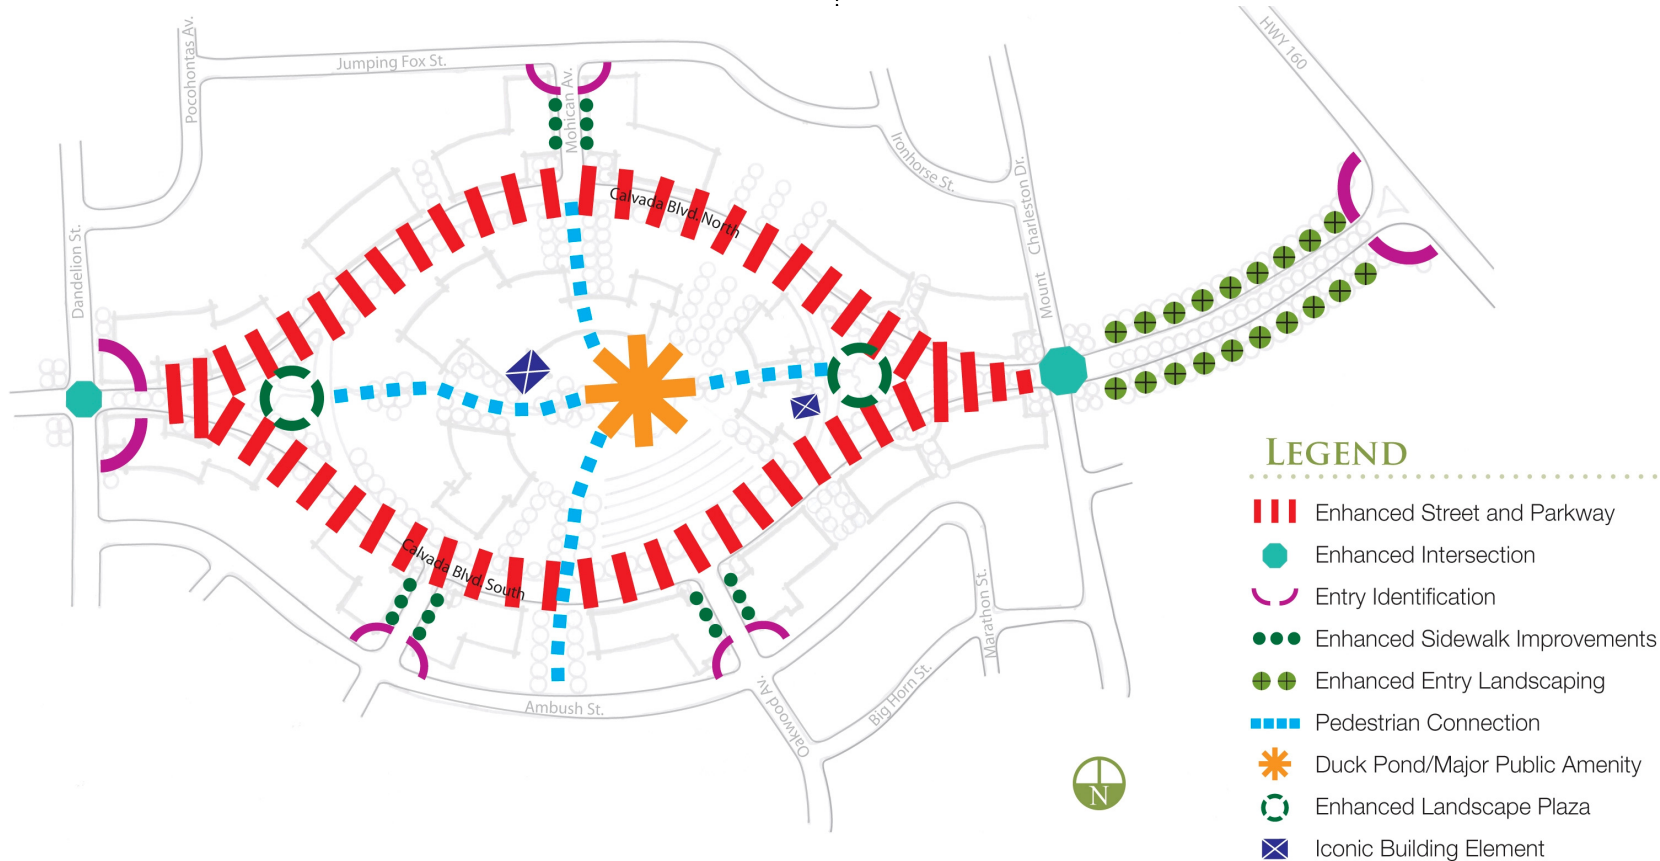 Pocohontas Av.
Jumping Fox St.
Mohican Av.
HWY 160
Ironhorse St.
Calvada Blvd. North
Mount Charleston Dr.
Dandelion St.
Calvada Blvd. South
Ambush St.
Oakwood Av.
Big Horn St.
Marathon St.
N
LEGEND
Enhanced Street and Parkway
Enhanced Intersection
Entry Identification
Enhanced Sidewalk Improvements
Enhanced Entry Landscaping
Pedestrian Connection
Duck Pond/Major Public Amenity
Enhanced Landscape Plaza
Iconic Building Element